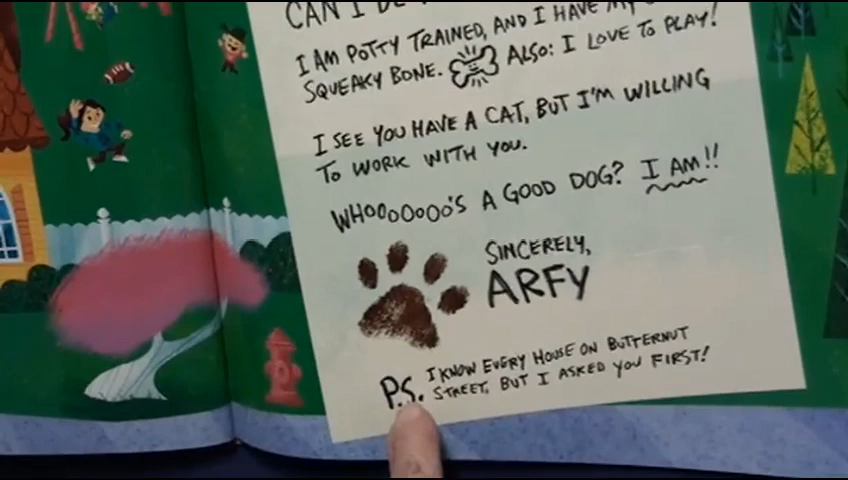 CAN I BE
I AM POTTY TRAINED, AND I HAVE MY
SQUEAKY BONE. ALSO: I LOVE TO PLAY!
I SEE YOU HAVE A CAT, BUT I'M WILLING
TO WORK WITH YOU.
WHOOOOOOO'S A GOOD DOG? I AM!!
SINCERELY,
ARFY
P.S. I KNOW EVERY HOUSE ON BUTTERNUT
STREET, BUT I ASKED YOU FIRST!